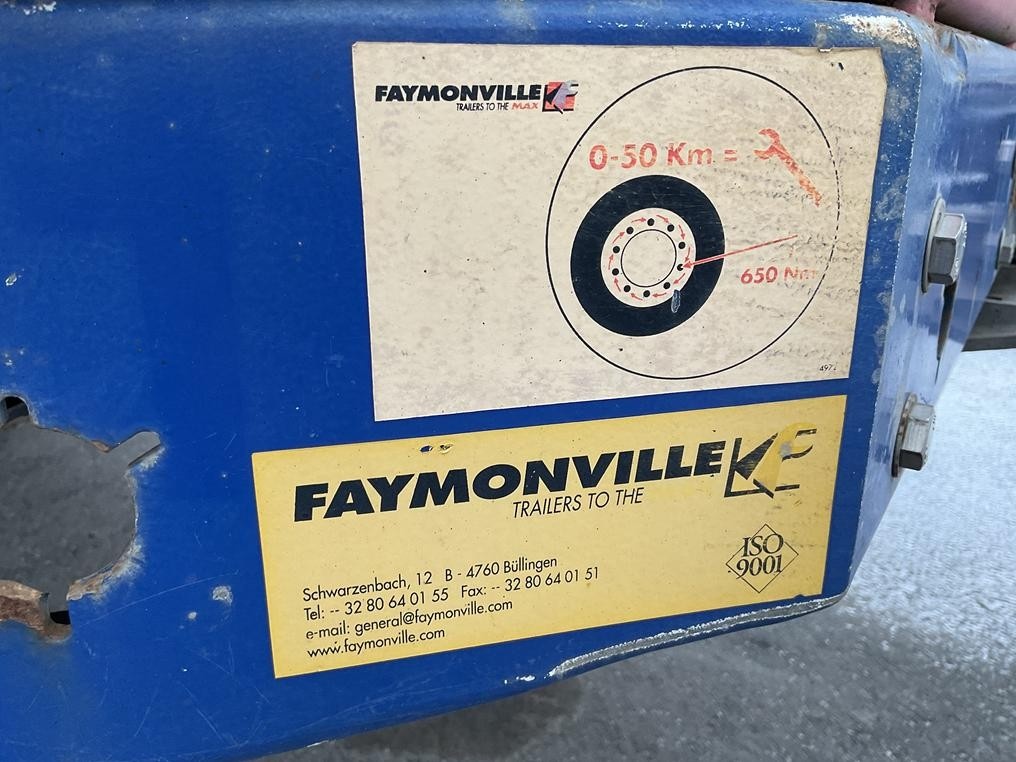 FAYMONVILLE
TRAILERS TO THE MAX
0-50 Km =
650 Nm
FAYMONVILLE
TRAILERS TO THE
ISO
9001
Schwarzenbach, 12 B - 4760 Büllingen
Tel: -- 32 80 64 01 55 Fax: -- 32 80 64 01 51
e-mail: general@faymonville.com
www.faymonville.com